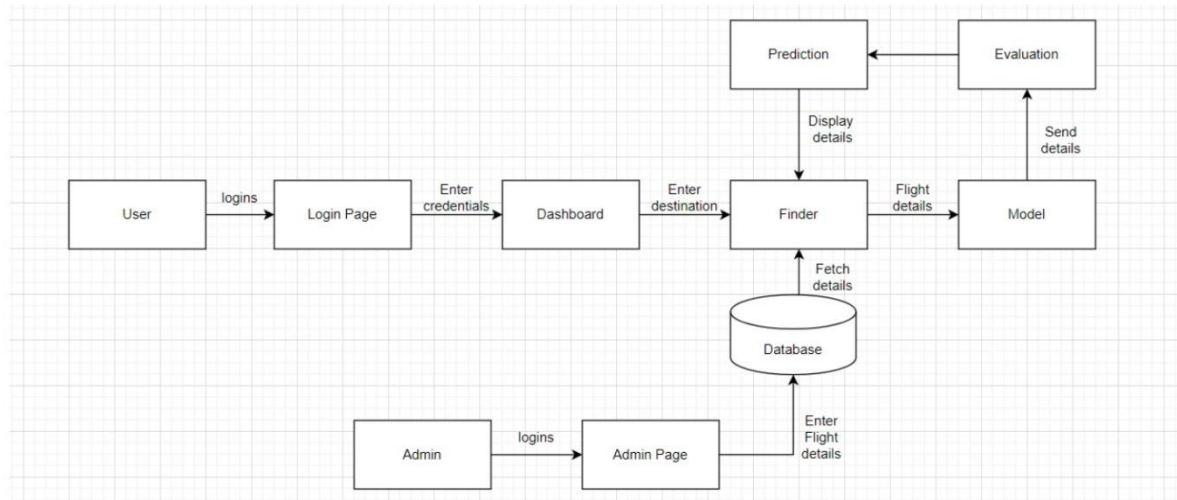 Prediction
Evaluation
Display
details
Send
details
User
logins
Login Page
Enter
credentials
Dashboard
Enter
destination
Finder
Flight
details
Model
Fetch
details
Database
Admin
logins
Admin Page
Enter
Flight
details